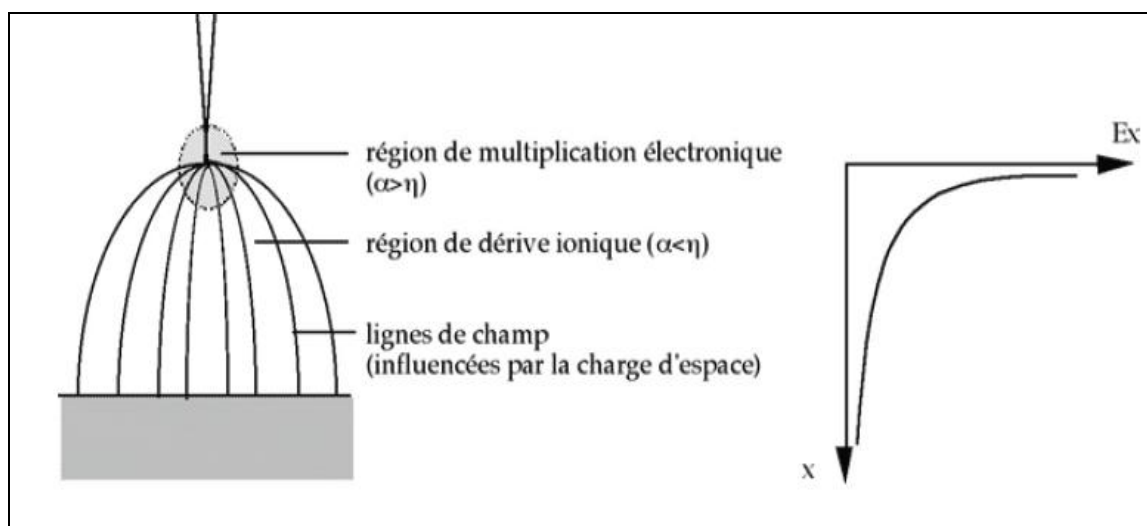 région de multiplication électronique
(α>η)
région de dérive ionique (α<η)
lignes de champ
(influencées par la charge d'espace)
Ex
x